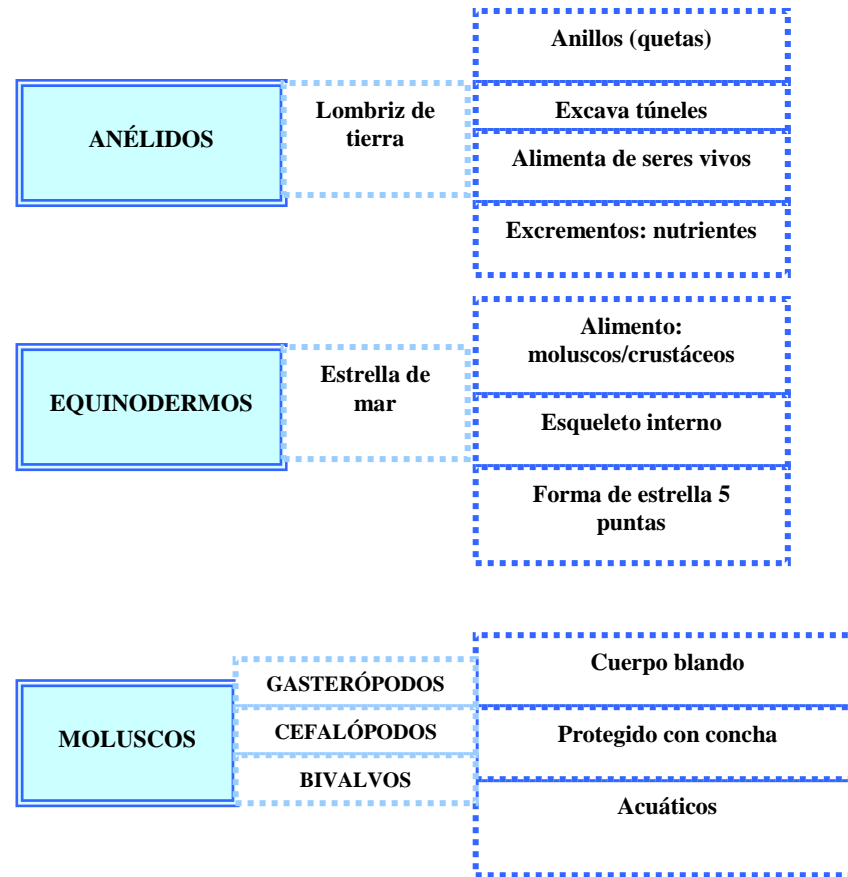 ANÉLIDOS
Lombriz de
tierra
Anillos (quetas)
Excava túneles
Alimenta de seres vivos
Excrementos: nutrientes
EQUINODERMOS
Estrella de
mar
Alimento:
moluscos/crustáceos
Esqueleto interno
Forma de estrella 5
puntas
MOLUSCOS
GASTERÓPODOS
CEFALÓPODOS
BIVALVOS
Cuerpo blando
Protegido con concha
Acuáticos